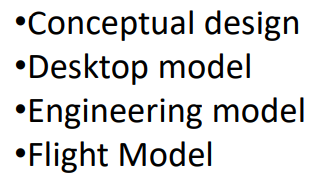 •Conceptual design
•Desktop model
•Engineering model
•Flight Model